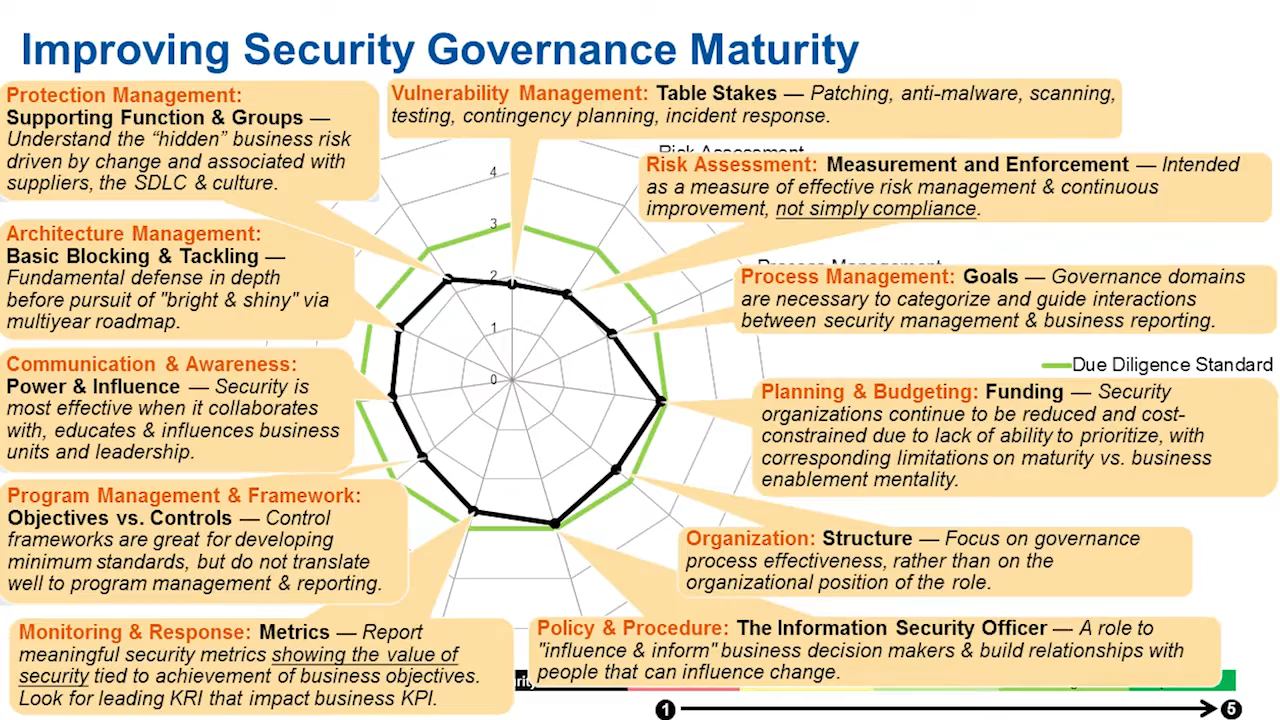 Improving Security Governance Maturity
Protection Management:
Supporting Function & Groups —
Understand the “hidden” business risk
driven by change and associated with
suppliers, the SDLC & culture.
Vulnerability Management: Table Stakes — Patching, anti-malware, scanning,
testing, contingency planning, incident response.
Risk Assessment
Risk Assessment: Measurement and Enforcement — Intended
as a measure of effective risk management & continuous
improvement, not simply compliance.
Architecture Management:
Basic Blocking & Tackling —
Fundamental defense in depth
before pursuit of "bright & shiny" via
multiyear roadmap.
Process Management
Process Management: Goals — Governance domains
are necessary to categorize and guide interactions
between security management & business reporting.
4
3
2
1
0
Due Diligence Standard
Communication & Awareness:
Power & Influence — Security is
most effective when it collaborates
with, educates & influences business
units and leadership.
Planning & Budgeting: Funding — Security
organizations continue to be reduced and cost-
constrained due to lack of ability to prioritize, with
corresponding limitations on maturity vs. business
enablement mentality.
Program Management & Framework:
Objectives vs. Controls — Control
frameworks are great for developing
minimum standards, but do not translate
well to program management & reporting.
Organization: Structure — Focus on governance
process effectiveness, rather than on the
organizational position of the role.
Monitoring & Response: Metrics — Report
meaningful security metrics showing the value of
security tied to achievement of business objectives.
Look for leading KRI that impact business KPI.
Policy & Procedure: The Information Security Officer — A role to
"influence & inform" business decision makers & build relationships with
people that can influence change.
1
5